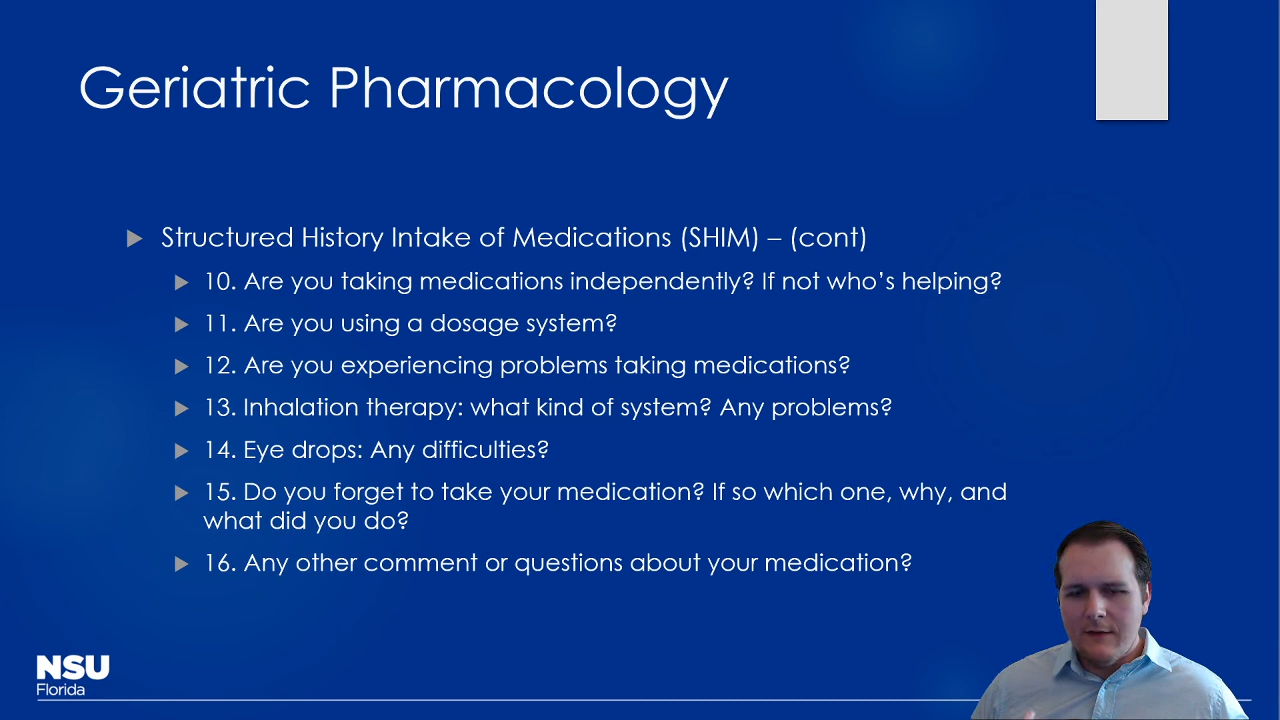 Geriatric Pharmacology
Structured History Intake of Medications (SHIM) – (cont)
10. Are you taking medications independently? If not who’s helping?
11. Are you using a dosage system?
12. Are you experiencing problems taking medications?
13. Inhalation therapy: what kind of system? Any problems?
14. Eye drops: Any difficulties?
15. Do you forget to take your medication? If so which one, why, and
what did you do?
16. Any other comment or questions about your medication?
NSU
Florida